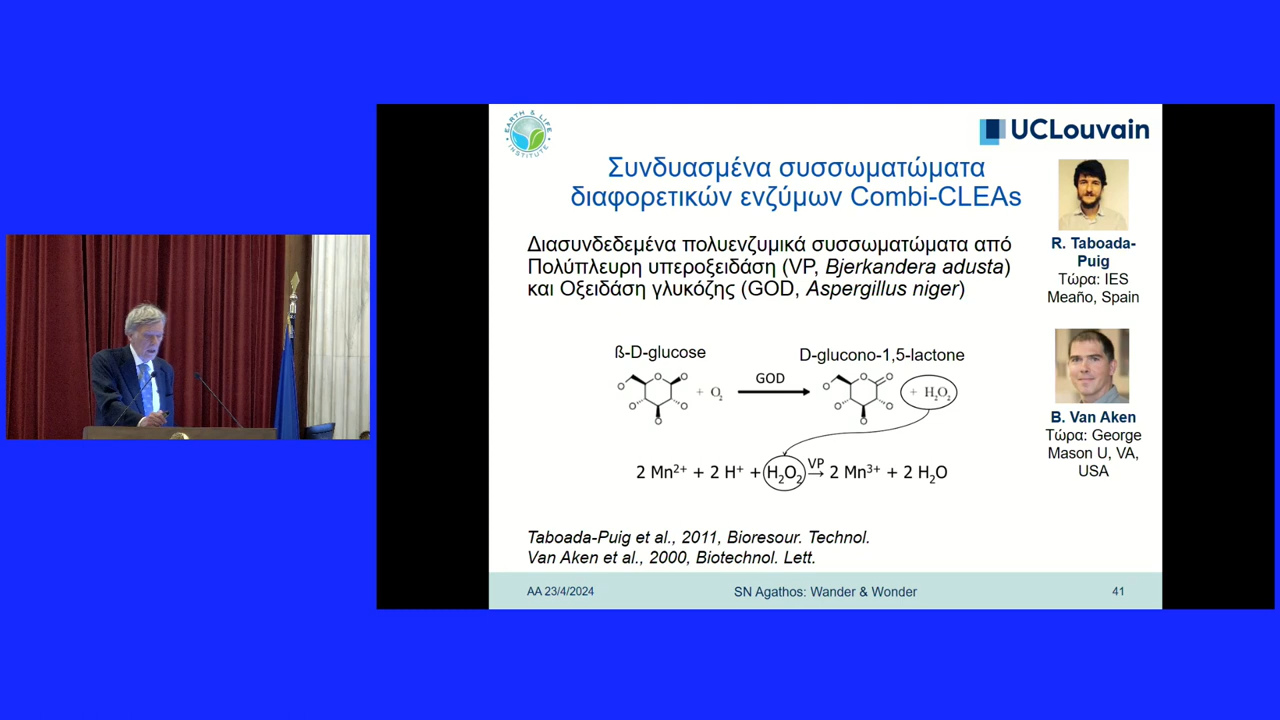 EARTH & LIFE
INSTITUTE
UCLouvain
Συνδυασμένα συσσωματώματα
διαφορετικών ενζύμων Combi-CLEAs
Διασυνδεδεμένα πολυενζυμικά συσσωματώματα από
Πολύπλευρη υπεροξειδάση (VP, Bjerkandera adusta)
και Οξειδάση γλυκόζης (GOD, Aspergillus niger)
R. Taboada-
Puig
Τώρα: IES
Meaño, Spain
B. Van Aken
Τώρα: George
Mason U, VA,
USA
ß-D-glucose
D-glucono-1,5-lactone
+ O₂
GOD
+ H₂O₂
2 Mn²⁺ + 2 H⁺ + H₂O₂ VP → 2 Mn³⁺ + 2 H₂O
Taboada-Puig et al., 2011, Bioresour. Technol.
Van Aken et al., 2000, Biotechnol. Lett.
AA 23/4/2024
SN Agathos: Wander & Wonder
41